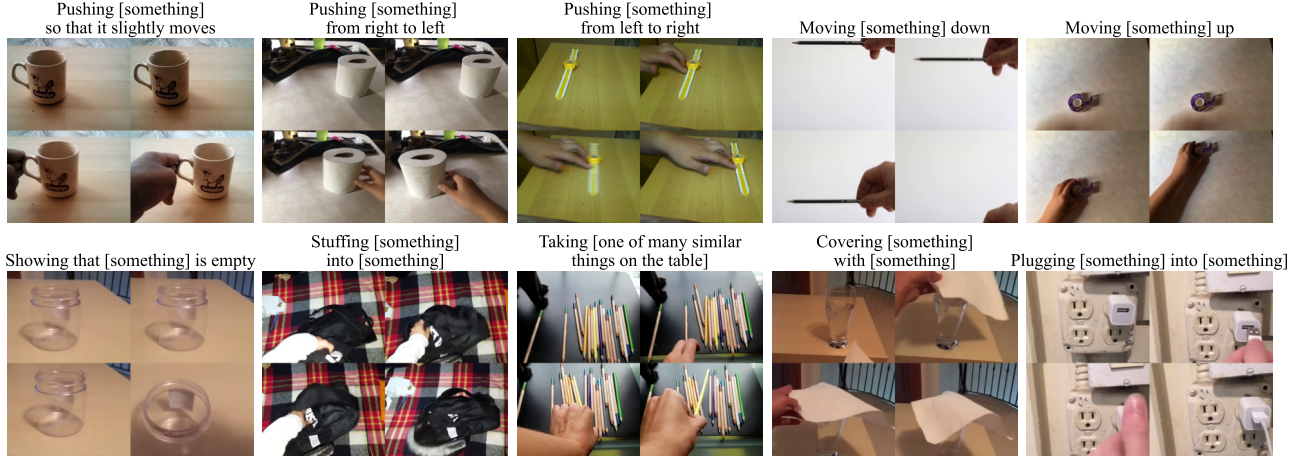 Pushing [something]
so that it slightly moves
Pushing [something]
from right to left
Pushing [something]
from left to right
Moving [something] down
Moving [something] up
Showing that [something] is empty
Stuffing [something]
into [something]
Taking [one of many similar
things on the table]
Covering [something]
with [something]
Plugging [something] into [something]